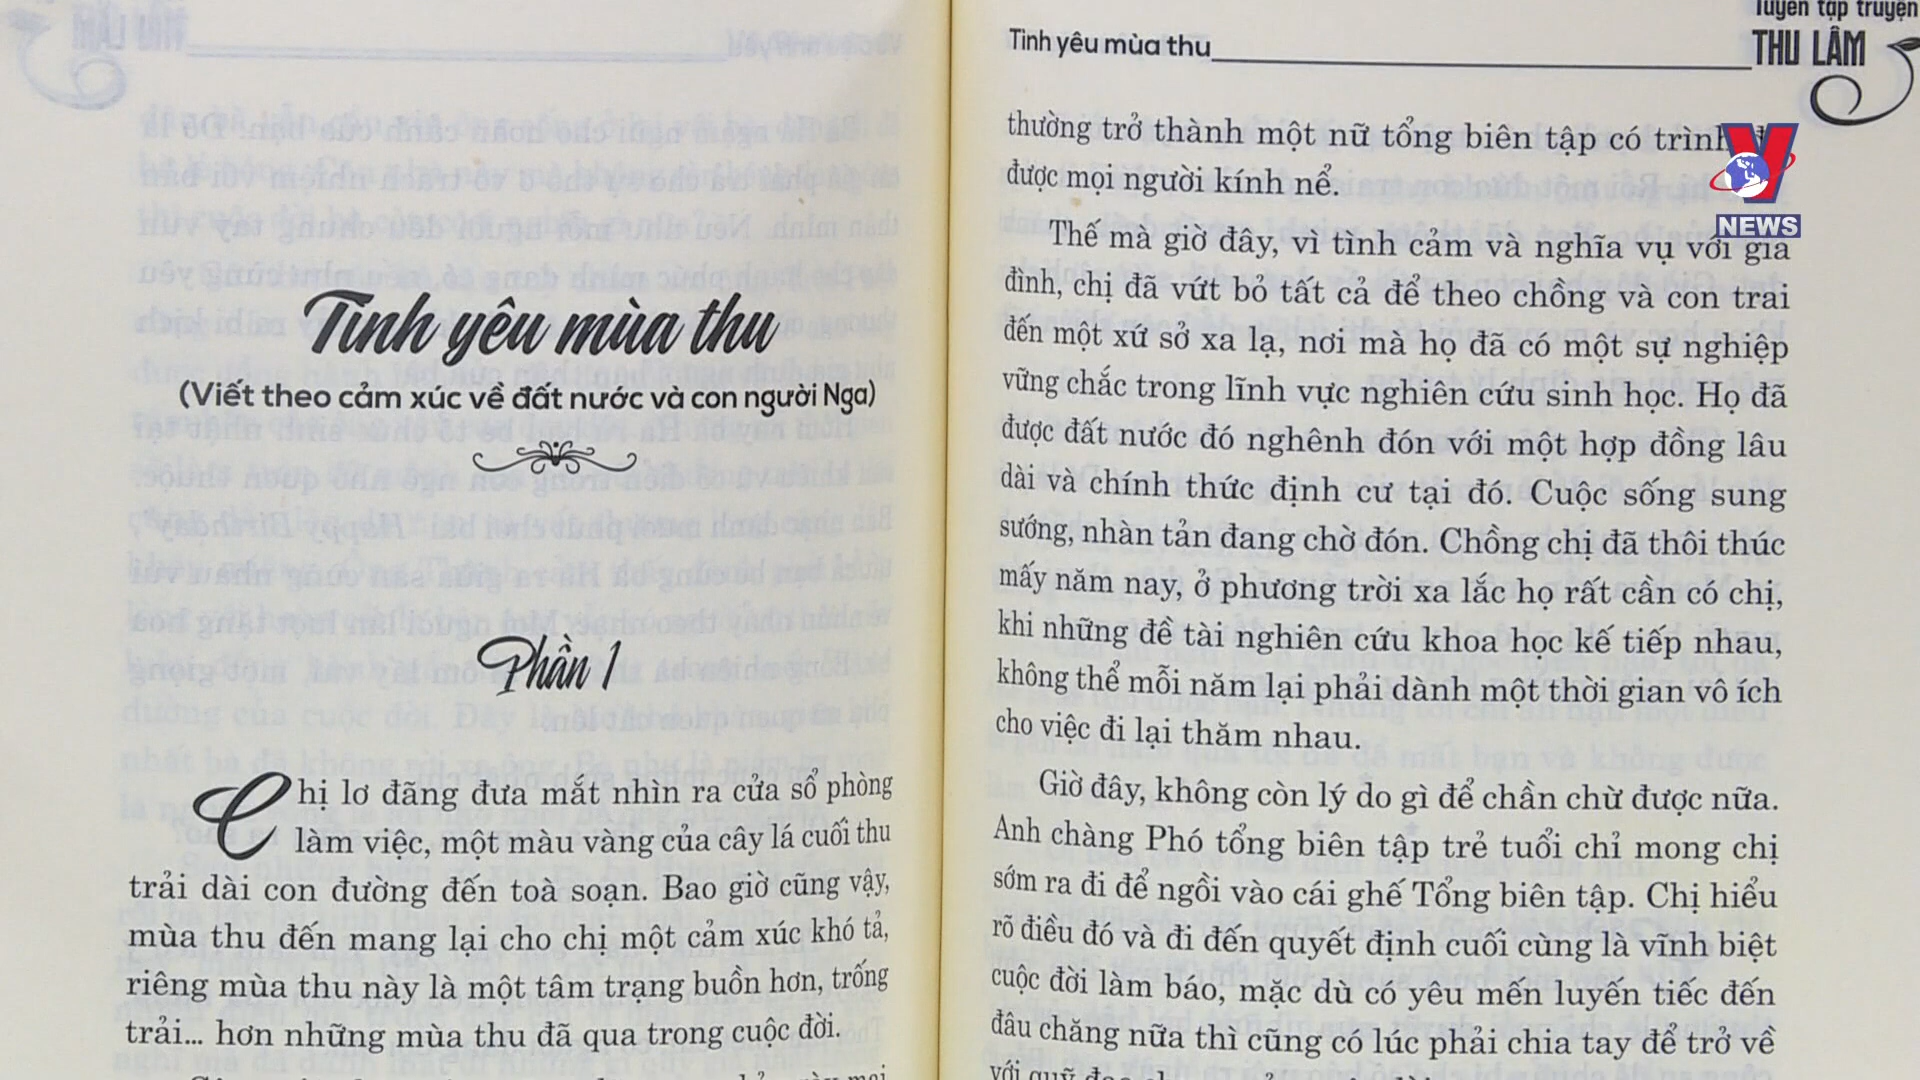 Tình yêu mùa thu
(Viết theo cảm xúc về đất nước và con người Nga)
Phần 1
Chị lơ đãng đưa mắt nhìn ra cửa sổ phòng
làm việc, một màu vàng của cây lá cuối thu
trải dài con đường đến toà soạn. Bao giờ cũng vậy,
mùa thu đến mang lại cho chị một cảm xúc khó tả,
riêng mùa thu này là một tâm trạng buồn hơn, trống
trải... hơn những mùa thu đã qua trong cuộc đời.
Tình yêu mùa thu
Tuyển tập truyện
THU LÂM
thường trở thành một nữ tổng biên tập có trình
được mọi người kính nể.
Thế mà giờ đây, vì tình cảm và nghĩa vụ với gia
đình, chị đã vứt bỏ tất cả để theo chồng và con trai
đến một xứ sở xa lạ, nơi mà họ đã có một sự nghiệp
vững chắc trong lĩnh vực nghiên cứu sinh học. Họ đã
được đất nước đó nghênh đón với một hợp đồng lâu
dài và chính thức định cư tại đó. Cuộc sống sung
sướng, nhàn tản đang chờ đón. Chồng chị đã thôi thúc
mấy năm nay, ở phương trời xa lắc họ rất cần có chị,
khi những đề tài nghiên cứu khoa học kế tiếp nhau,
không thể mỗi năm lại phải dành một thời gian vô ích
cho việc đi lại thăm nhau.
Giờ đây, không còn lý do gì để chần chừ được nữa.
Anh chàng Phó tổng biên tập trẻ tuổi chỉ mong chị
sớm ra đi để ngồi vào cái ghế Tổng biên tập. Chị hiểu
rõ điều đó và đi đến quyết định cuối cùng là vĩnh biệt
cuộc đời làm báo, mặc dù có yêu mến luyến tiếc đến
đâu chăng nữa thì cũng có lúc phải chia tay để trở về
với quỹ đạo
V
NEWS